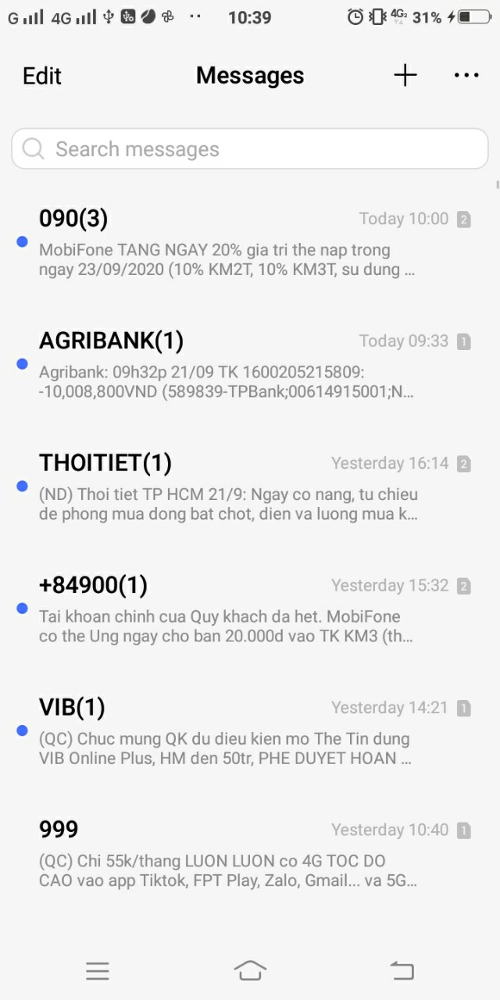 G 4G 10:39 4G2 31%
Edit Messages + ...
Search messages
090(3) Today 10:00 2
MobiFone TANG NGAY 20% gia tri the nap trong
ngay 23/09/2020 (10% KM2T, 10% KM3T, su dung ...
AGRIBANK(1) Today 09:33 1
Agribank: 09h32p 21/09 TK 1600205215809:
-10,008,800VND (589839-TPBank;00614915001;N...
THOITIET(1) Yesterday 16:14 2
(ND) Thoi tiet TP HCM 21/9: Ngay co nang, tu chieu
de phong mua dong bat chot, dien va luong mua k...
+84900(1) Yesterday 15:32 2
Tai khoan chinh cua Quy khach da het. MobiFone
co the Ung ngay cho ban 20.000d vao TK KM3 (th...
VIB(1) Yesterday 14:21 1
(QC) Chuc mung QK du dieu kien mo The Tin dung
VIB Online Plus, HM den 50tr, PHE DUYET HOAN ...
999 Yesterday 10:40 1
(QC) Chi 55k/thang LUON LUON co 4G TOC DO
CAO vao app Tiktok, FPT Play, Zalo, Gmail... va 5G...